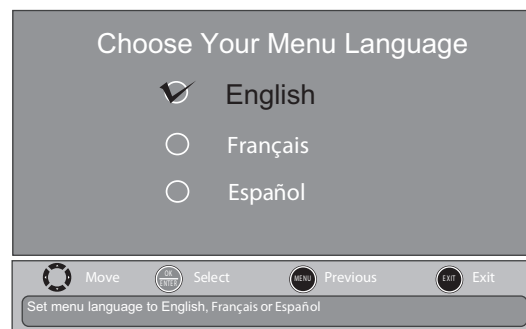 Choose Your Menu Language
English
Français
Español
Move OK ENTER Select MENU Previous EXIT Exit
Set menu language to English, Français or Español